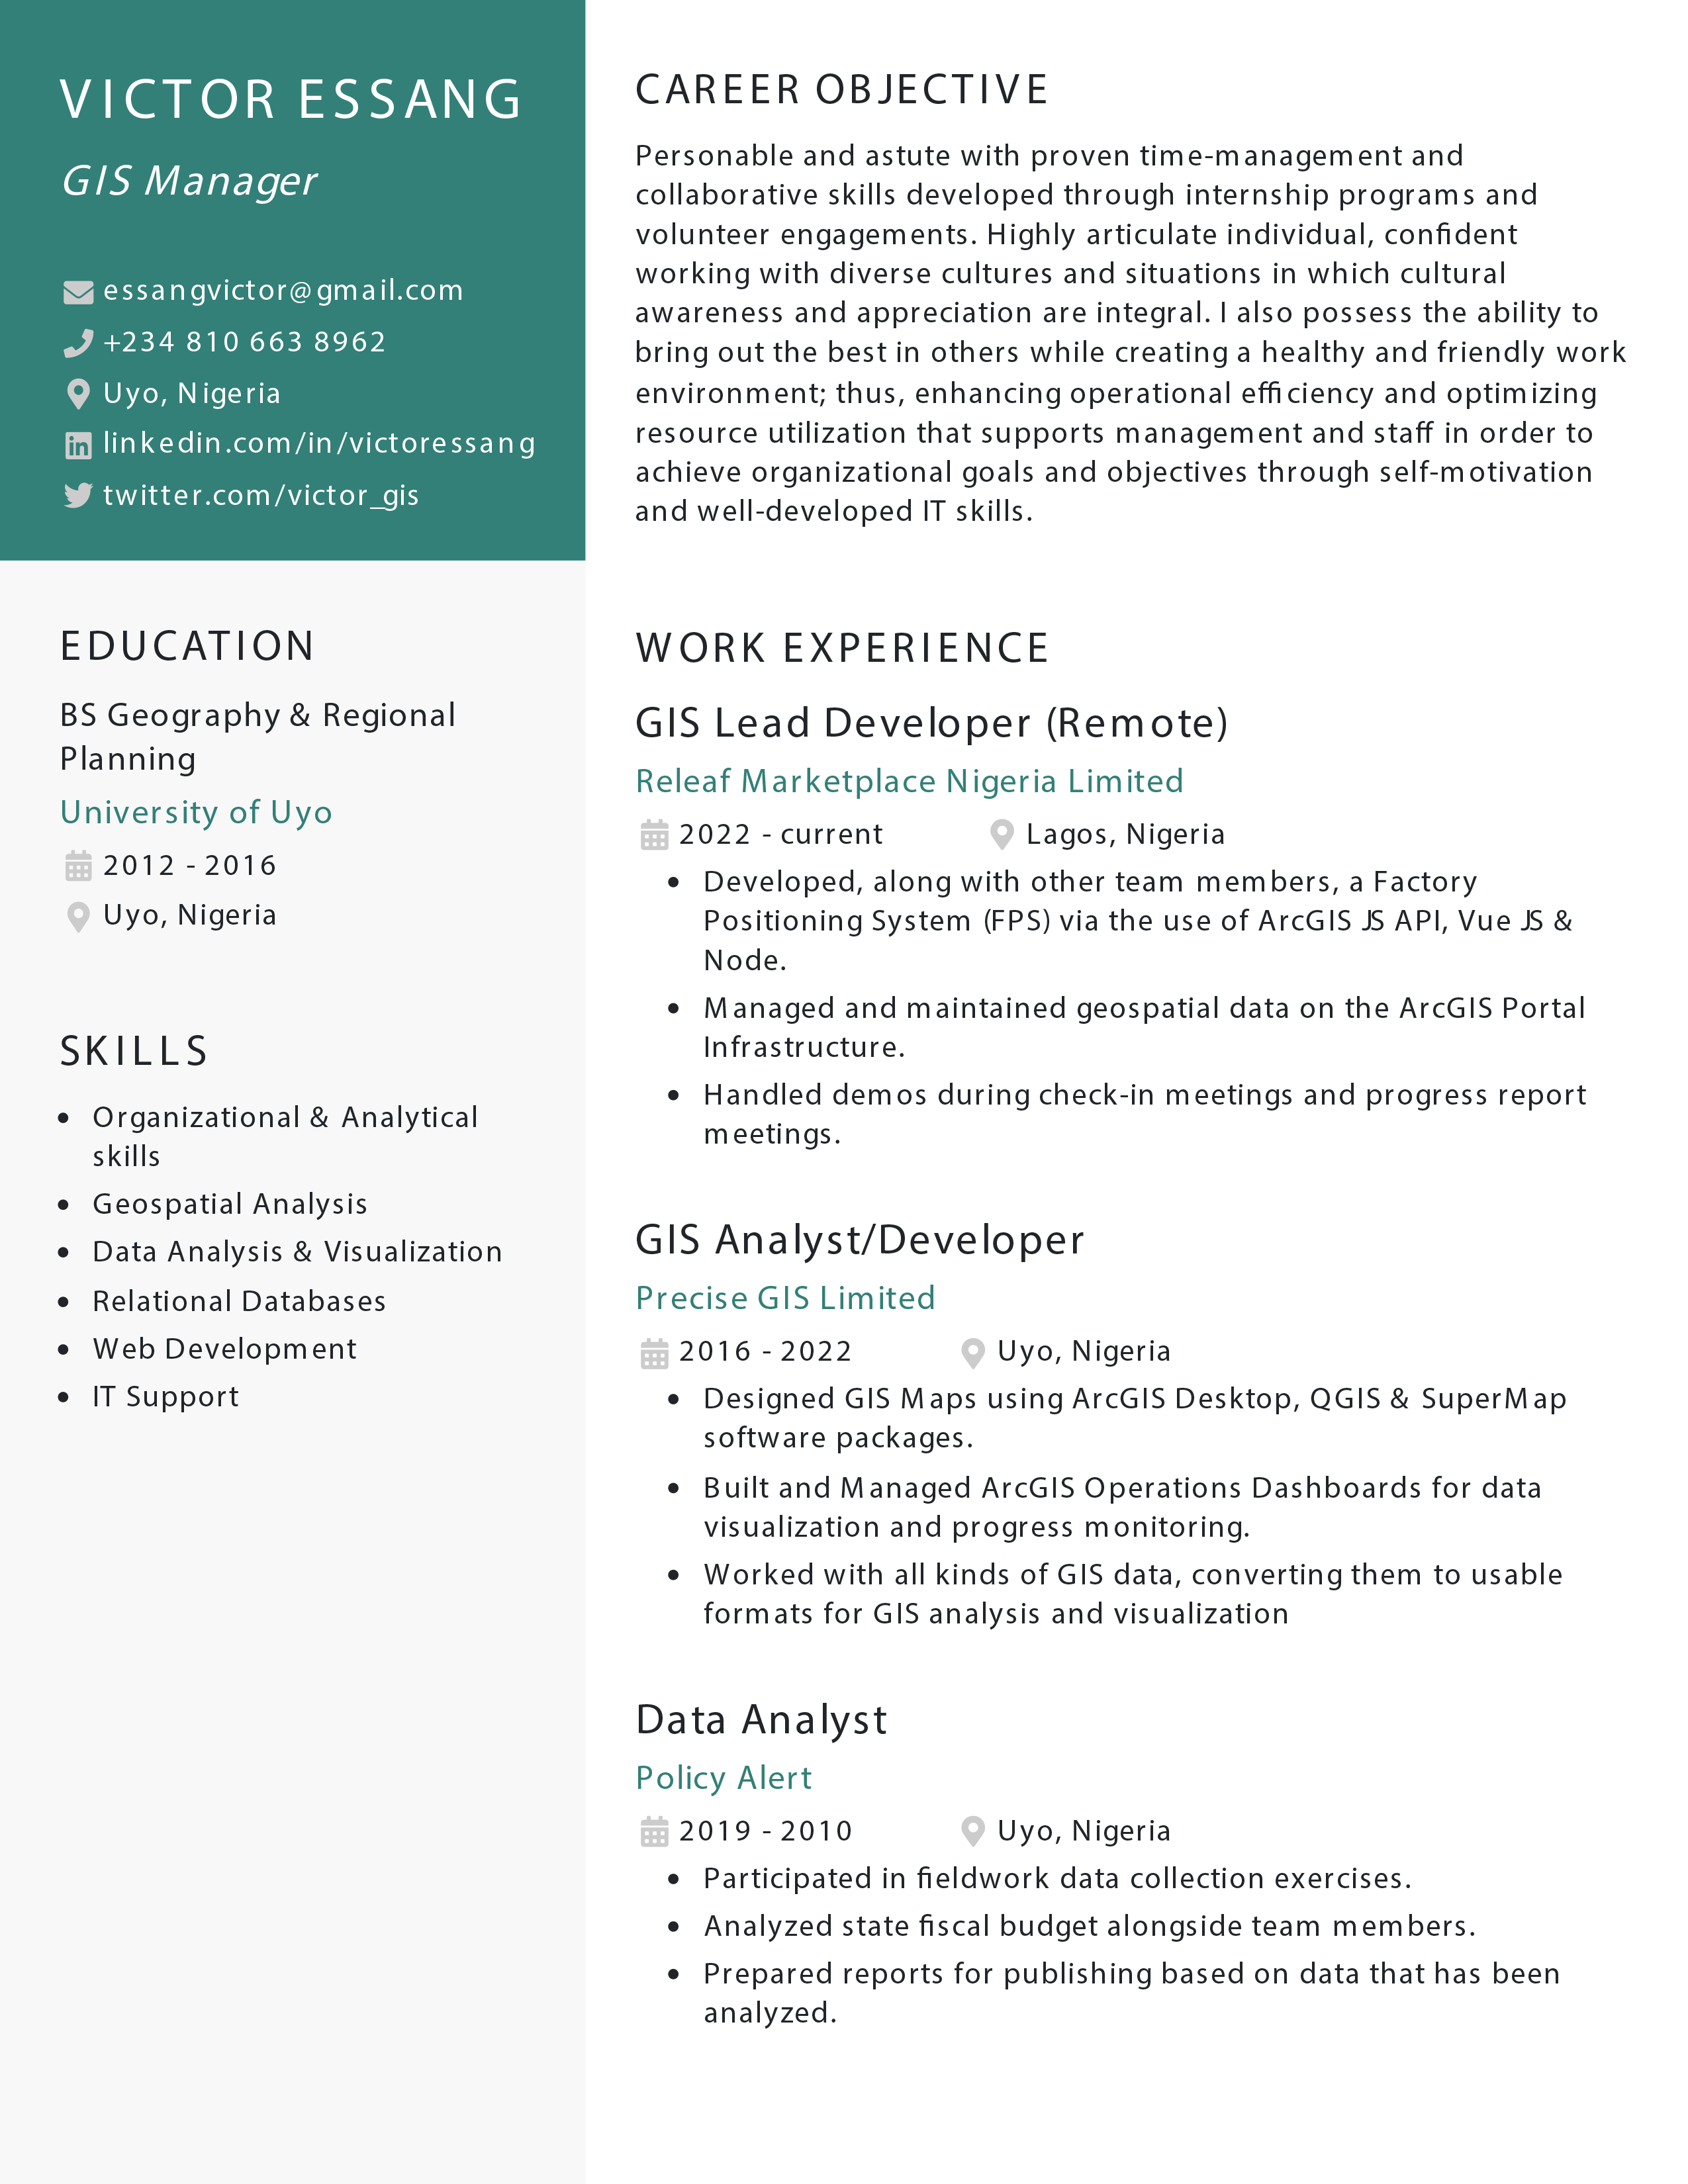 VICTOR ESSANG
GIS Manager
essangvictor@gmail.com
+234 810 663 8962
Uyo, Nigeria
linkedin.com/in/victoressang
twitter.com/victor_gis
EDUCATION
BS Geography & Regional
Planning
University of Uyo
2012 - 2016
Uyo, Nigeria
SKILLS
• Organizational & Analytical
skills
• Geospatial Analysis
• Data Analysis & Visualization
• Relational Databases
• Web Development
• IT Support
CAREER OBJECTIVE
Personable and astute with proven time-management and
collaborative skills developed through internship programs and
volunteer engagements. Highly articulate individual, confident
working with diverse cultures and situations in which cultural
awareness and appreciation are integral. I also possess the ability to
bring out the best in others while creating a healthy and friendly work
environment; thus, enhancing operational efficiency and optimizing
resource utilization that supports management and staff in order to
achieve organizational goals and objectives through self-motivation
and well-developed IT skills.
WORK EXPERIENCE
GIS Lead Developer (Remote)
Releaf Marketplace Nigeria Limited
2022 - current Lagos, Nigeria
• Developed, along with other team members, a Factory
Positioning System (FPS) via the use of ArcGIS JS API, Vue JS &
Node.
• Managed and maintained geospatial data on the ArcGIS Portal
Infrastructure.
• Handled demos during check-in meetings and progress report
meetings.
GIS Analyst/Developer
Precise GIS Limited
2016 - 2022 Uyo, Nigeria
• Designed GIS Maps using ArcGIS Desktop, QGIS & SuperMap
software packages.
• Built and Managed ArcGIS Operations Dashboards for data
visualization and progress monitoring.
• Worked with all kinds of GIS data, converting them to usable
formats for GIS analysis and visualization
Data Analyst
Policy Alert
2019 - 2010 Uyo, Nigeria
• Participated in fieldwork data collection exercises.
• Analyzed state fiscal budget alongside team members.
• Prepared reports for publishing based on data that has been
analyzed.